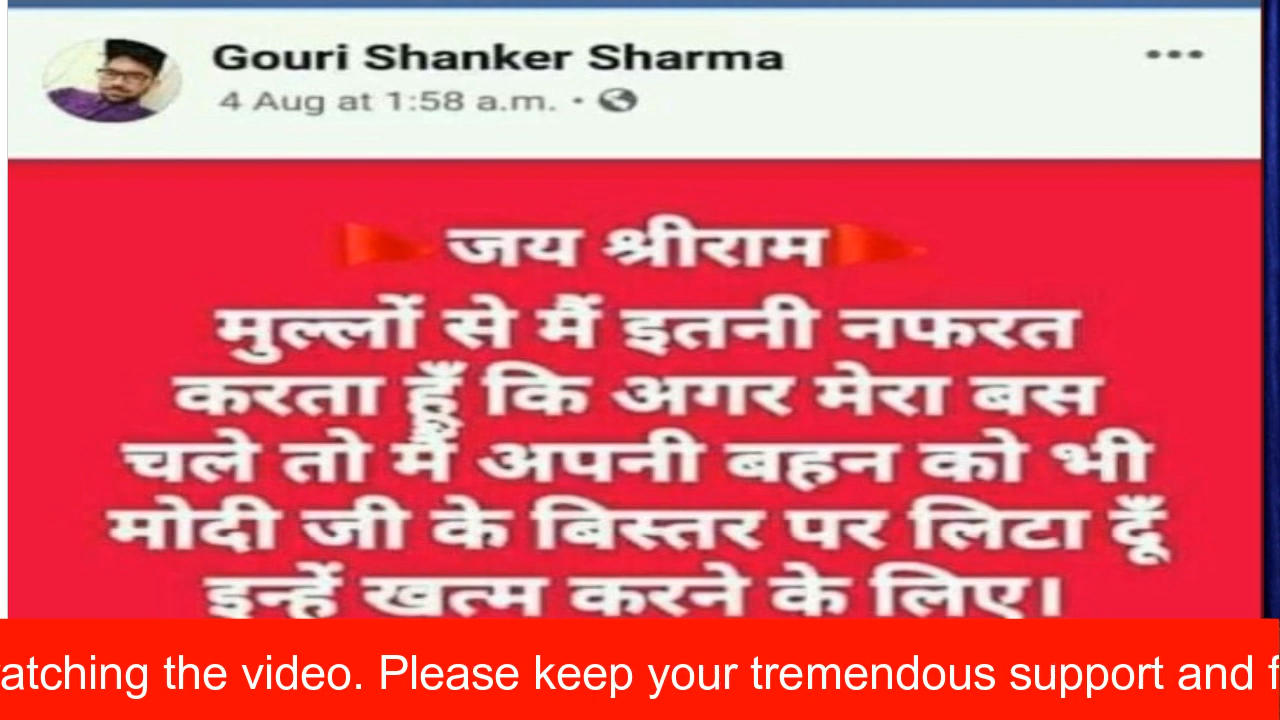 Gouri Shanker Sharma
4 Aug at 1:58 a.m.
जय श्रीराम
मुल्लों से मैं इतनी नफरत
करता हूँ कि अगर मेरा बस
चले तो मैं अपनी बहन को भी
मोदी जी के बिस्तर पर लिटा दूँ
इन्हें खत्म करने के लिए।
atching the video. Please keep your tremendous support and f